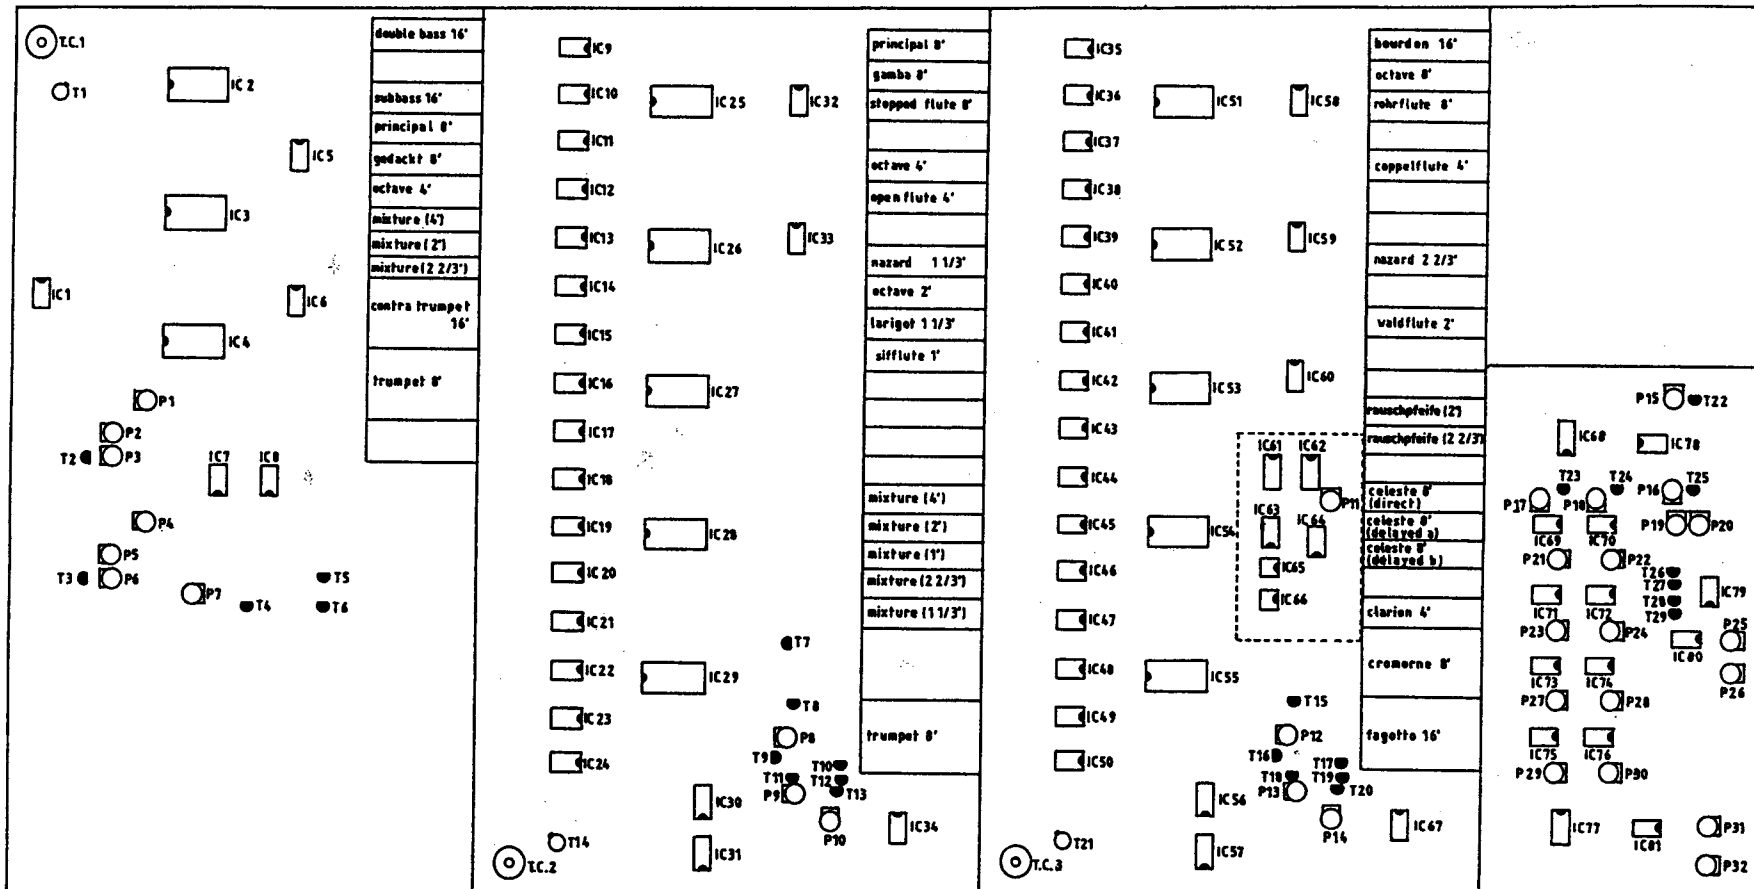 T.C.1
T1
IC2
IC5
IC3
IC1
IC6
IC4
P1
P2
P3
T2
IC7
IC8
P4
P5
P6
T3
P7
T4
T5
T6
double bass 16'
subbass 16'
principal 8'
gedackt 8'
octave 4'
mixture (4')
mixture (2')
mixture (2 2/3')
contra trumpet
16'
trumpet 8'
IC9
IC10
IC11
IC12
IC13
IC14
IC15
IC16
IC17
IC18
IC19
IC20
IC21
IC22
IC23
IC24
T14
T.C.2
IC25
IC26
IC27
IC28
IC29
IC30
IC31
IC32
IC33
T7
T8
P8
T9
T10
T11
T12
P9
T13
P10
IC34
principal 8'
gamba 8'
stopped flute 8'
octave 4'
open flute 4'
nazard 1 1/3'
octave 2'
larigot 1 1/3'
sifflute 1'
mixture (4')
mixture (2')
mixture (1')
mixture (2 2/3')
mixture (1 1/3')
trumpet 8'
IC35
IC36
IC37
IC38
IC39
IC40
IC41
IC42
IC43
IC44
IC45
IC46
IC47
IC48
IC49
IC50
T21
T.C.3
IC51
IC52
IC53
IC54
IC55
IC56
IC57
IC58
IC59
IC60
IC61
IC62
P11
IC63
IC64
IC65
IC66
T15
P12
T16
T17
T18
T19
P13
T20
P14
IC67
bourdon 16'
octave 8'
rohrflute 8'
coppelflute 4'
nazard 2 2/3'
waldflute 2'
rauschpfeife (2')
rauschpfeife (2 2/3')
celeste 8'
(direct)
celeste 8'
(delayed a)
celeste 8'
(delayed b)
clarion 4'
cromorne 8'
fagotto 16'
P15
T22
IC68
IC78
T23
T24
P16
T25
P17
P18
IC69
IC70
P19
P20
P21
P22
T26
T27
T28
T29
IC79
IC71
IC72
P23
P24
P25
IC80
IC73
IC74
P26
P27
P28
IC75
IC76
P29
P30
IC77
IC81
P31
P32